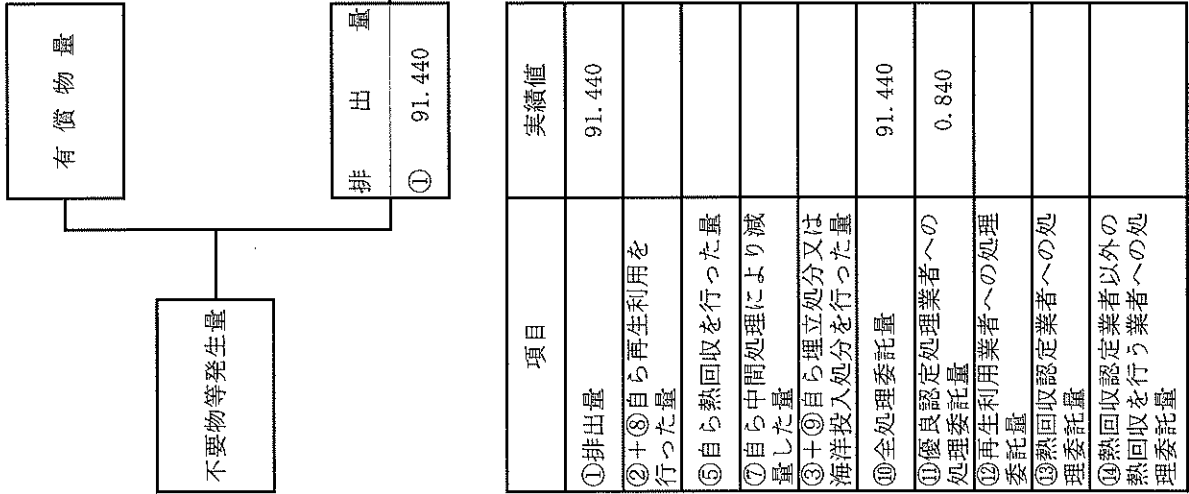 有償物量
不要物等発生量
排出量
① 91.440
項目 実績値
①排出量 91.440
②+⑧自ら再生利用を
行った量
⑤自ら熱回収を行った量
⑦自ら中間処理により減
量した量
③+⑨自ら埋立処分又は
海洋投入処分を行った量
⑩全処理委託量 91.440
⑪優良認定処理業者への
処理委託量 0.840
⑫再生利用業者への処理
委託量
⑬熱回収認定業者への処
理委託量
⑭熱回収認定業者以外の
熱回収を行う業者への処
理委託量